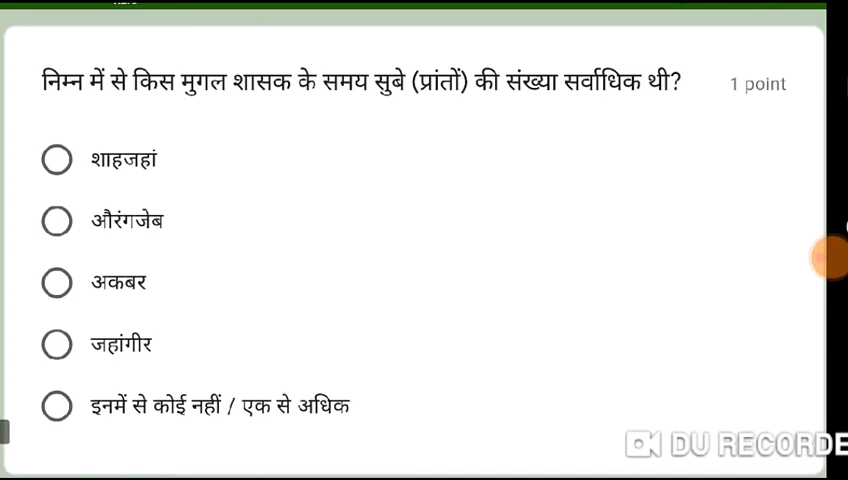 निम्न में से किस मुगल शासक के समय सुबे (प्रांतों) की संख्या सर्वाधिक थी? 1 point
शाहजहां
औरंगजेब
अकबर
जहांगीर
इनमें से कोई नहीं / एक से अधिक
DU RECORDE